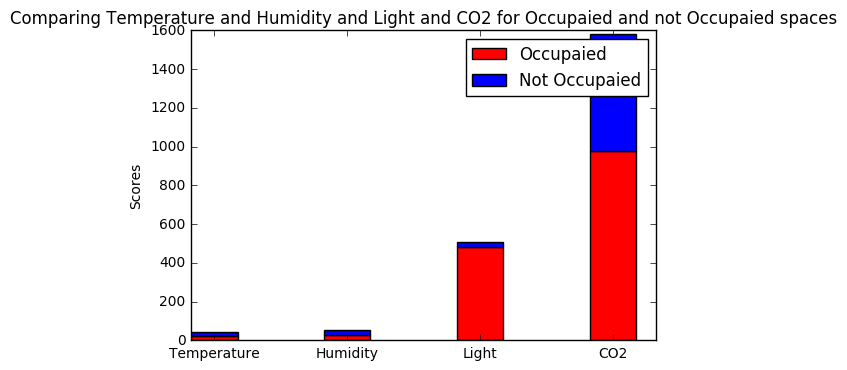 Comparing Temperature and Humidity and Light and CO2 for Occupaied and not Occupaied spaces
1600
1400
1200
1000
800
600
400
200
0
Scores
Occupaied
Not Occupaied
Temperature
Humidity
Light
CO2